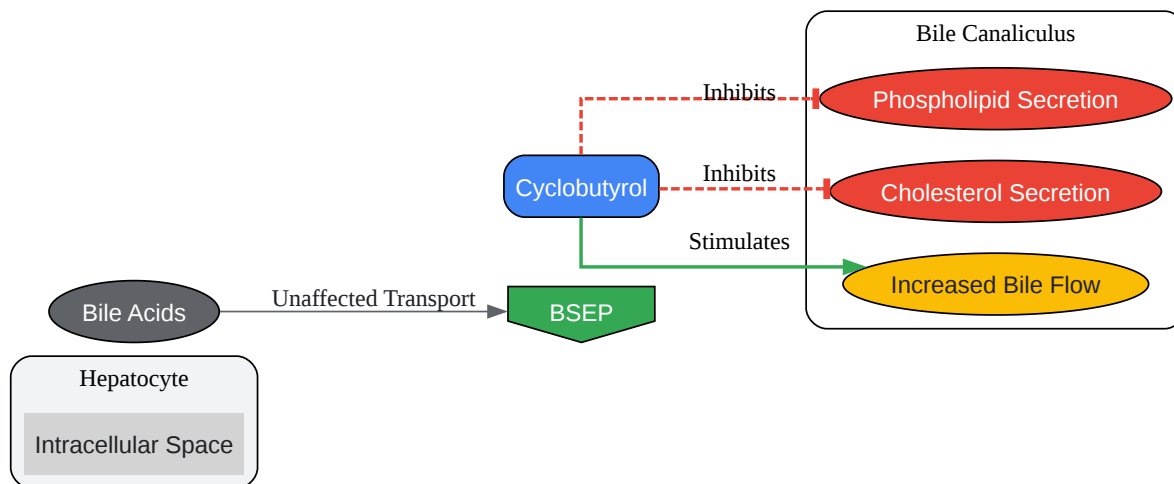 Bile Canaliculus
Inhibits
Phospholipid Secretion
Cyclobutyrol
Inhibits
Cholesterol Secretion
Stimulates
Increased Bile Flow
Bile Acids
Unaffected Transport
BSEP
Hepatocyte
Intracellular Space